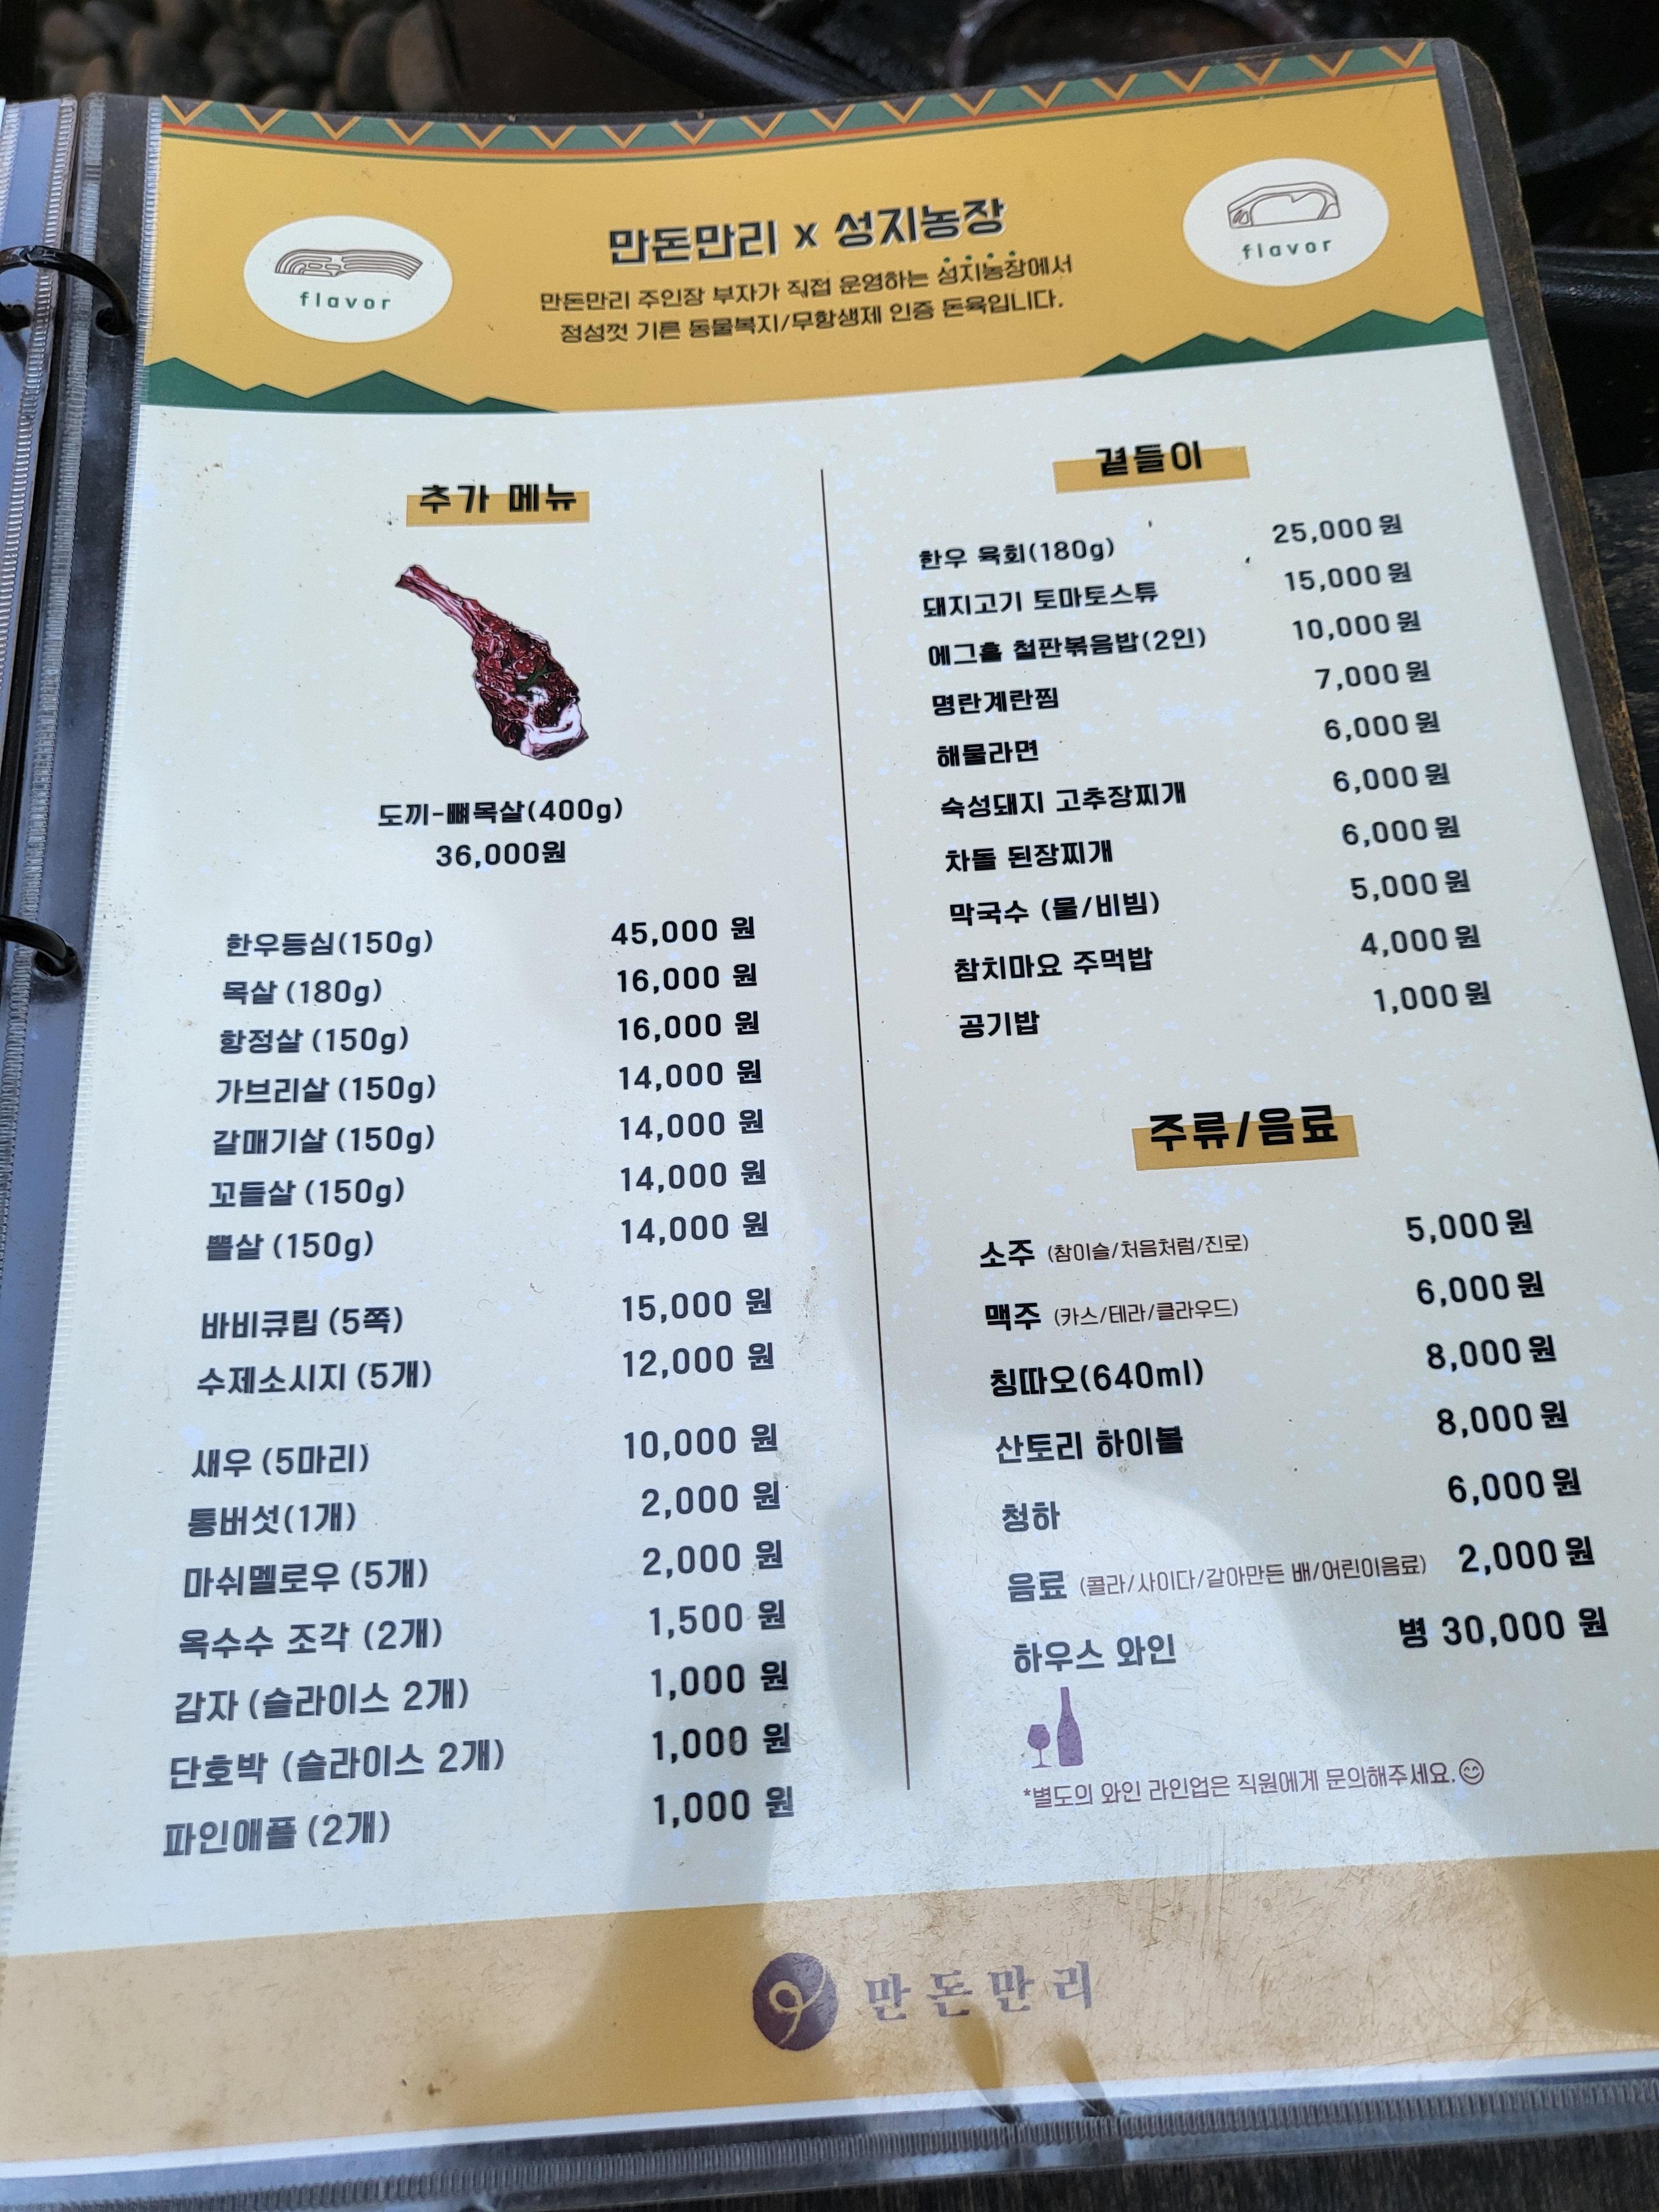 만돈만리 x 성지농장
만돈만리 주인장 부자가 직접 운영하는 성지농장에서
정성껏 기른 동물복지/무항생제 인증 돈육입니다.
flavor
flavor
추가 메뉴
도끼-뼈목살(400g)
36,000원
한우등심(150g) 45,000 원
목살 (180g) 16,000 원
항정살 (150g) 16,000 원
가브리살 (150g) 14,000 원
갈매기살 (150g) 14,000 원
꼬들살 (150g) 14,000 원
뽈살 (150g) 14,000 원
바비큐립 (5쪽) 15,000 원
수제소시지 (5개) 12,000 원
새우 (5마리) 10,000 원
통버섯(1개) 2,000 원
마쉬멜로우 (5개) 2,000 원
옥수수 조각 (2개) 1,500 원
감자 (슬라이스 2개) 1,000 원
단호박 (슬라이스 2개) 1,000 원
파인애플 (2개) 1,000 원
곁들이
한우 육회(180g) 25,000 원
돼지고기 토마토스튜 15,000 원
에그홀 철판볶음밥(2인) 10,000 원
명란계란찜 7,000 원
해물라면 6,000 원
숙성돼지 고추장찌개 6,000 원
차돌 된장찌개 6,000 원
막국수 (물/비빔) 5,000 원
참치마요 주먹밥 4,000 원
공기밥 1,000 원
주류/음료
소주 (참이슬/처음처럼/진로) 5,000 원
맥주 (카스/테라/클라우드) 6,000 원
칭따오(640ml) 8,000 원
산토리 하이볼 8,000 원
청하 6,000 원
음료 (콜라/사이다/갈아만든 배/어린이음료) 2,000 원
하우스 와인 병 30,000 원
*별도의 와인 라인업은 직원에게 문의해주세요.
만돈만리